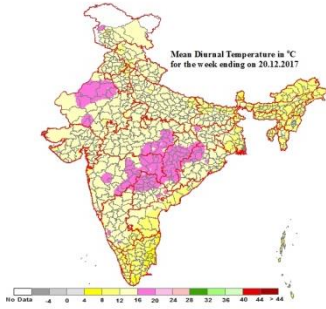 Mean Diurnal Temperature in °C
for the week ending on 20.12.2017
No Data -4 0 4 8 12 16 20 24 28 32 36 40 44 > 44